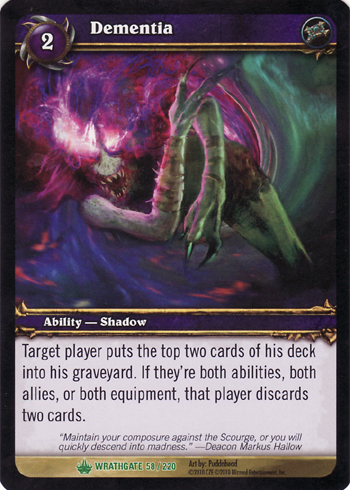 2
Dementia
Ability — Shadow
Target player puts the top two cards of his deck
into his graveyard. If they're both abilities, both
allies, or both equipment, that player discards
two cards.
"Maintain your composure against the Scourge, or you will
quickly descend into madness." —Deacon Markus Hallow
WRATHGATE 58 / 220
Art by: Puddnhead